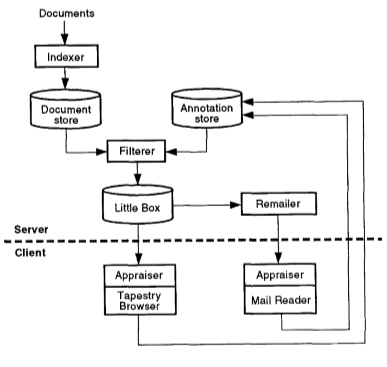 Documents
Indexer
Document
store
Annotation
store
Filterer
Little Box
Remailer
Server
Client
Appraiser
Tapestry
Browser
Appraiser
Mail Reader